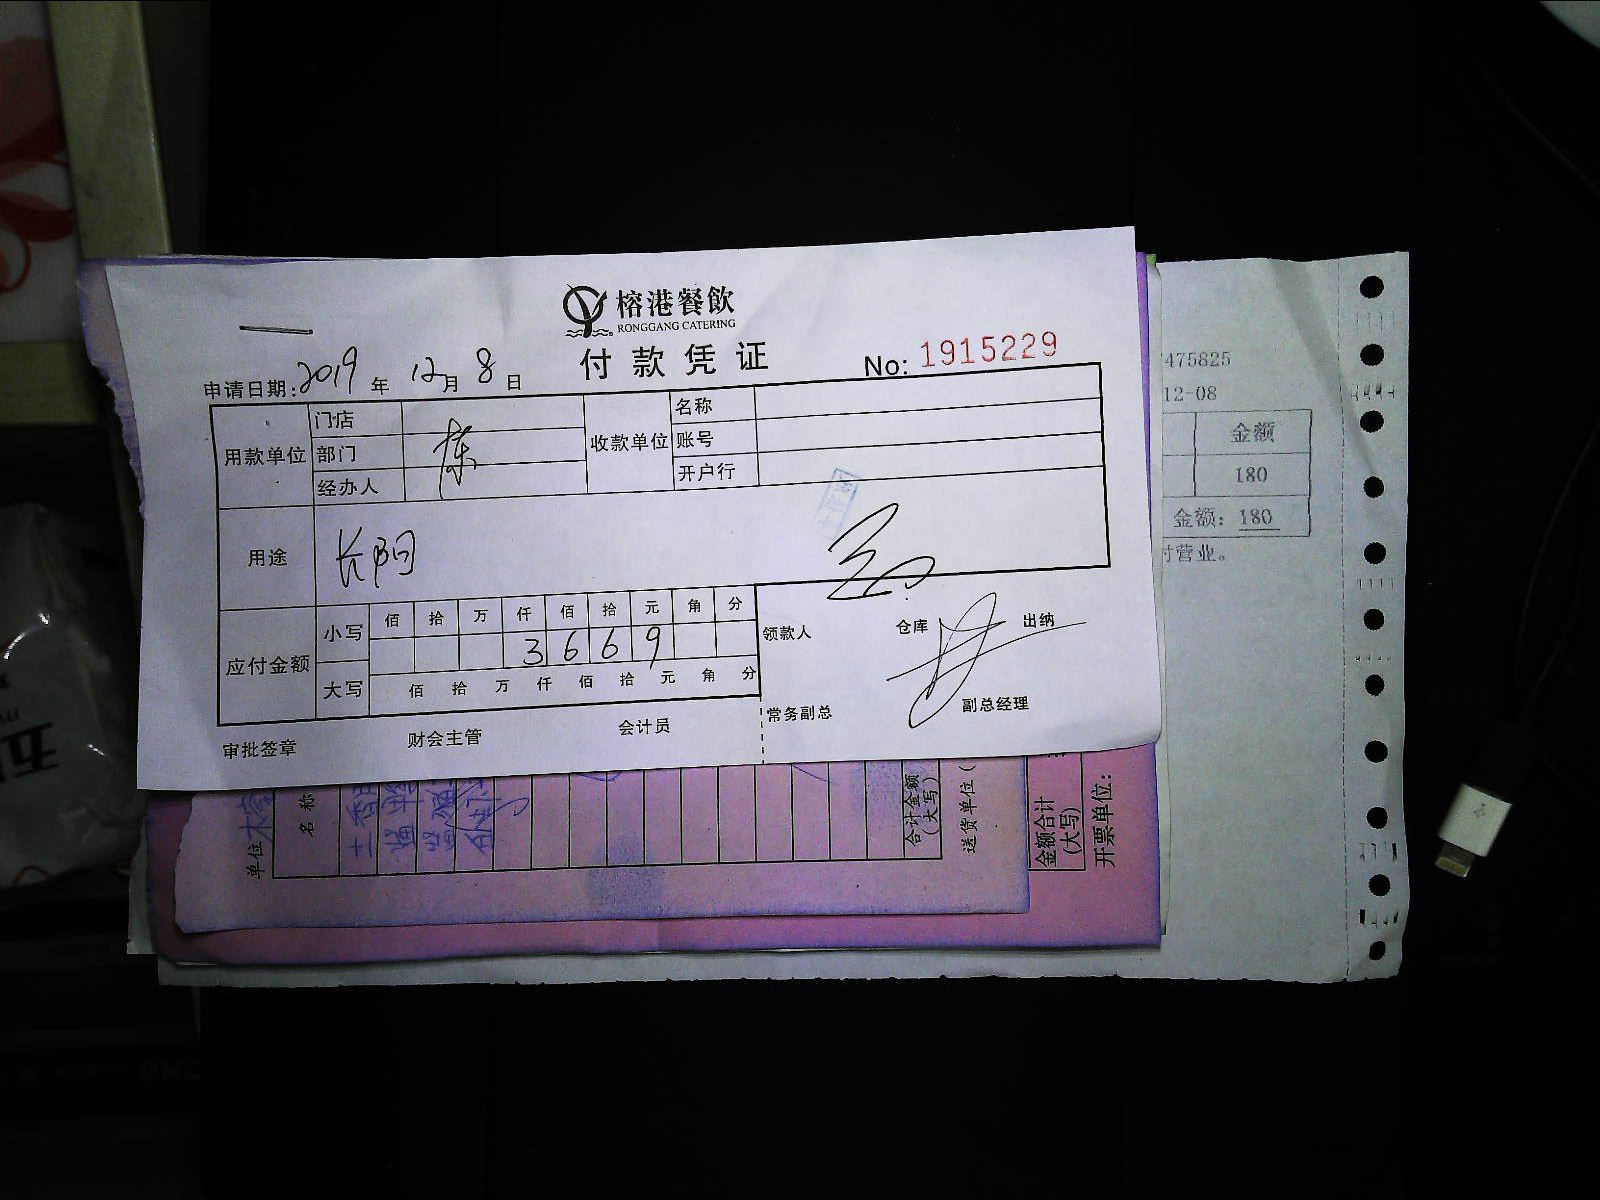 榕港餐飲
RONGGANG CATERING
付款凭证
No: 1915229
申请日期: 2019 年 12 月 8 日
用款单位
门店
部门
经办人
收款单位
名称
账号
开户行
用途
应付金额
小写
佰 拾 万 仟 佰 拾 元 角 分
3 6 6 9
大写
佰 拾 万 仟 佰 拾 元 角 分
领款人
仓库
出纳
常务副总
副总经理
审批签章
财会主管
会计员
475825
12-08
金额
180
金额: 180
时营业。
单位
名称
合计金额
(大写)
送货单位(
金额合计
(大写)
开票单位:
五